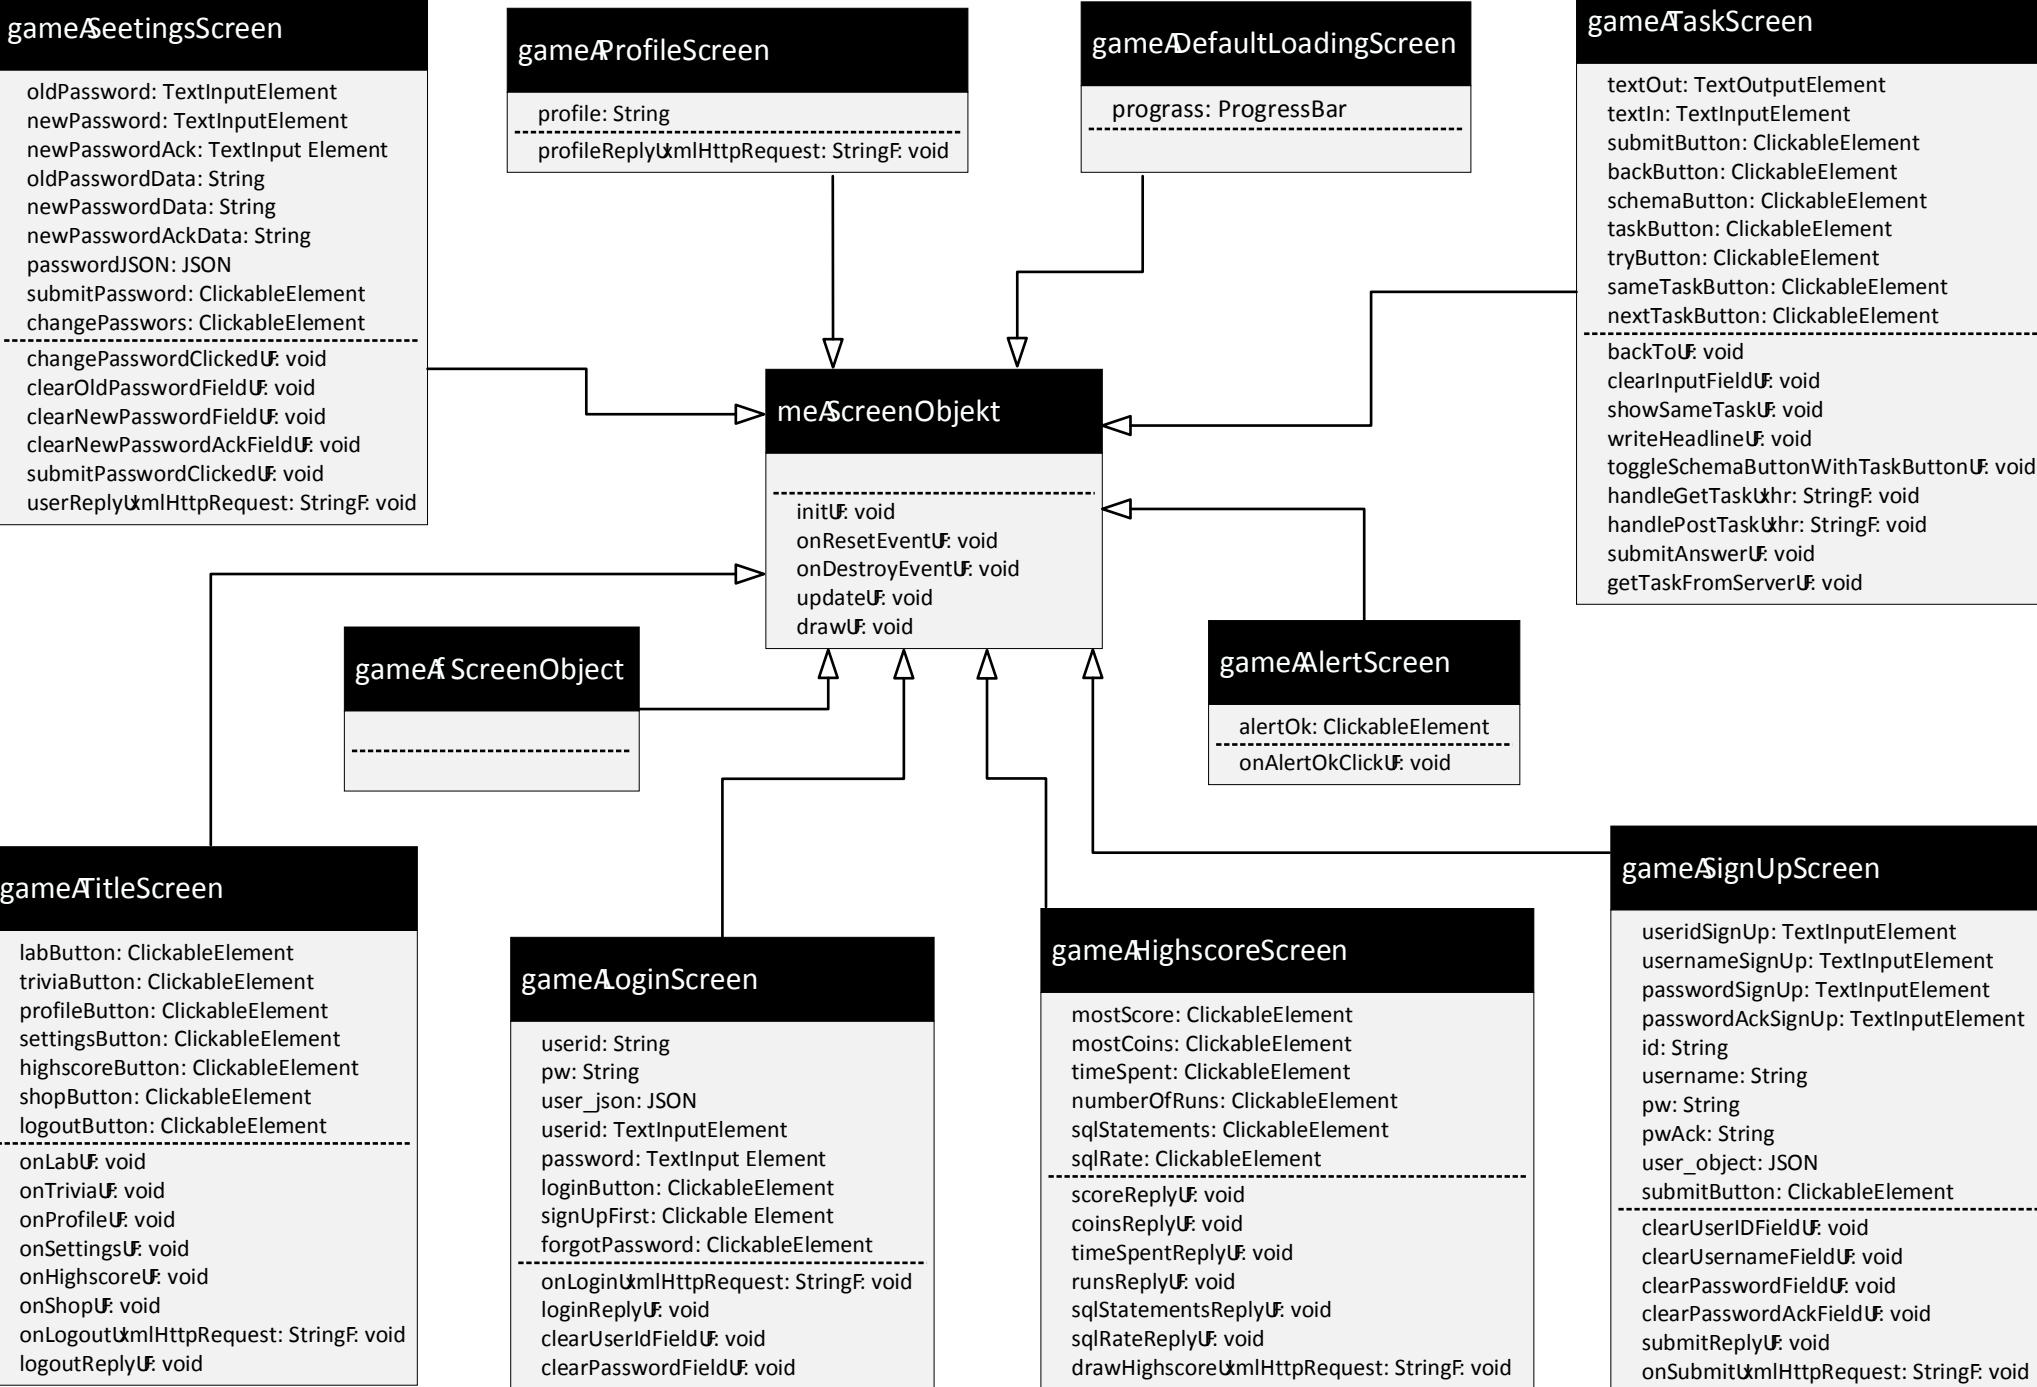 gameASeetingsScreen
oldPassword: TextInputElement
newPassword: TextInputElement
newPasswordAck: TextInput Element
oldPasswordData: String
newPasswordData: String
newPasswordAckData: String
passwordJSON: JSON
submitPassword: ClickableElement
changePasswors: ClickableElement
changePasswordClickedUF: void
clearOldPasswordFieldUF: void
clearNewPasswordFieldUF: void
clearNewPasswordAckFieldUF: void
submitPasswordClickedUF: void
userReplyUxmlHttpRequest: StringF: void
gameAProfileScreen
profile: String
profileReplyUxmlHttpRequest: StringF: void
gameADefaultLoadingScreen
prograss: ProgressBar
gameATaskScreen
textOut: TextOutputElement
textIn: TextInputElement
submitButton: ClickableElement
backButton: ClickableElement
schemaButton: ClickableElement
taskButton: ClickableElement
tryButton: ClickableElement
sameTaskButton: ClickableElement
nextTaskButton: ClickableElement
backToUF: void
clearInputFieldUF: void
showSameTaskUF: void
writeHeadlineUF: void
toggleSchemaButtonWithTaskButtonUF: void
handleGetTaskUxhr: StringF: void
handlePostTaskUxhr: StringF: void
submitAnswerUF: void
getTaskFromServerUF: void
meAScreenObjekt
initUF: void
onResetEventUF: void
onDestroyEventUF: void
updateUF: void
drawUF: void
gameAf ScreenObject
gameAAlertScreen
alertOk: ClickableElement
onAlertOkClickUF: void
gameATitleScreen
labButton: ClickableElement
triviaButton: ClickableElement
profileButton: ClickableElement
settingsButton: ClickableElement
highscoreButton: ClickableElement
shopButton: ClickableElement
logoutButton: ClickableElement
onLabUF: void
onTriviaUF: void
onProfileUF: void
onSettingsUF: void
onHighscoreUF: void
onShopUF: void
onLogoutUxmlHttpRequest: StringF: void
logoutReplyUF: void
gameALoginScreen
userid: String
pw: String
user_json: JSON
userid: TextInputElement
password: TextInput Element
loginButton: ClickableElement
signUpFirst: Clickable Element
forgotPassword: ClickableElement
onLoginUxmlHttpRequest: StringF: void
loginReplyUF: void
clearUserIdFieldUF: void
clearPasswordFieldUF: void
gameAHighscoreScreen
mostScore: ClickableElement
mostCoins: ClickableElement
timeSpent: ClickableElement
numberOfRuns: ClickableElement
sqlStatements: ClickableElement
sqlRate: ClickableElement
scoreReplyUF: void
coinsReplyUF: void
timeSpentReplyUF: void
runsReplyUF: void
sqlStatementsReplyUF: void
sqlRateReplyUF: void
drawHighscoreUxmlHttpRequest: StringF: void
gameASignUpScreen
useridSignUp: TextInputElement
usernameSignUp: TextInputElement
passwordSignUp: TextInputElement
passwordAckSignUp: TextInputElement
id: String
username: String
pw: String
pwAck: String
user_object: JSON
submitButton: ClickableElement
clearUserIDFieldUF: void
clearUsernameFieldUF: void
clearPasswordFieldUF: void
clearPasswordAckFieldUF: void
submitReplyUF: void
onSubmitUxmlHttpRequest: StringF: void